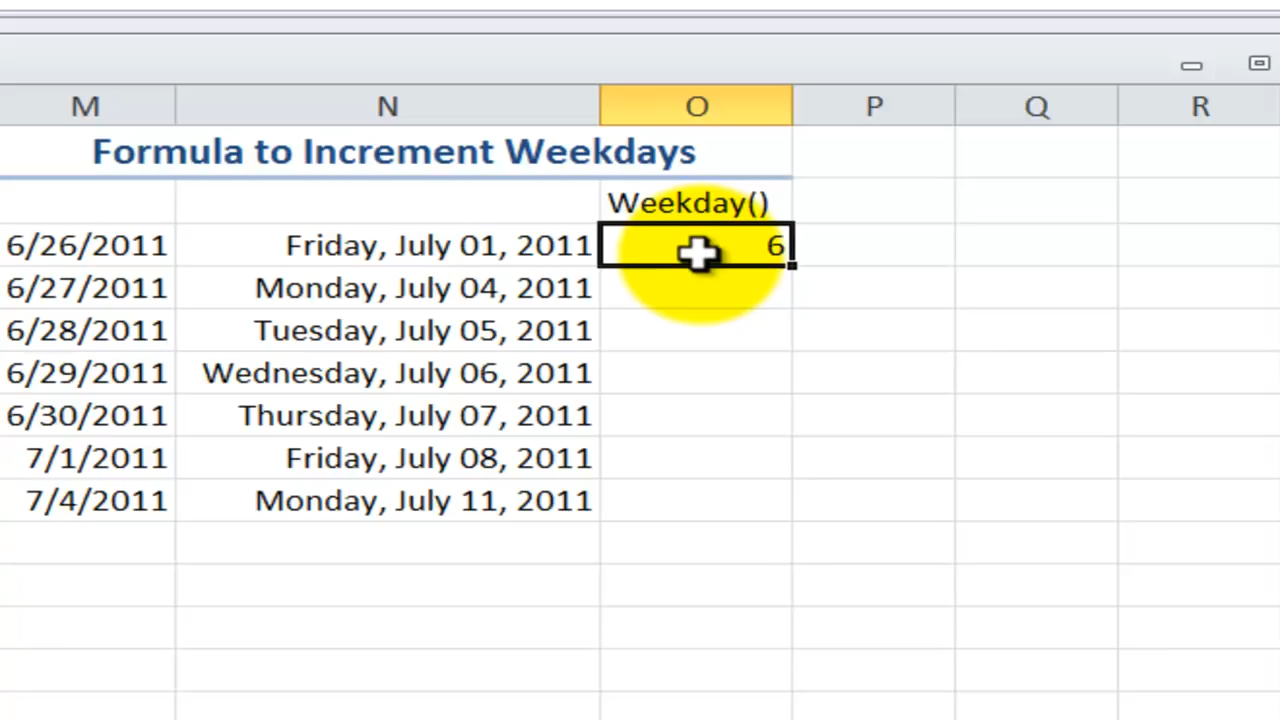 M N O P Q R
Formula to Increment Weekdays
Weekday()
6/26/2011 Friday, July 01, 2011 6
6/27/2011 Monday, July 04, 2011
6/28/2011 Tuesday, July 05, 2011
6/29/2011 Wednesday, July 06, 2011
6/30/2011 Thursday, July 07, 2011
7/1/2011 Friday, July 08, 2011
7/4/2011 Monday, July 11, 2011